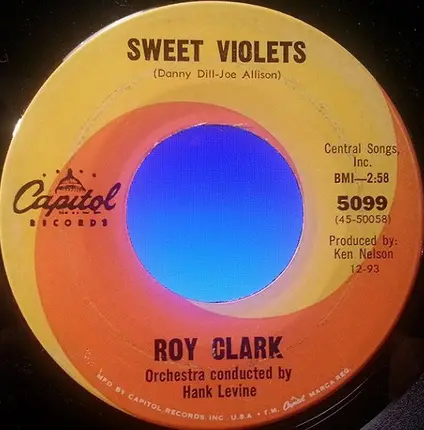 SWEET VIOLETS
(Danny Dill-Joe Allison)
Central Songs,
Inc.
BMI—2:58
5099
(45-50058)
Produced by:
Ken Nelson
12-93
Capitol
RECORDS
ROY CLARK
Orchestra conducted by
Hank Levine
MFD BY CAPITOL RECORDS INC. U.S.A. • T.M. Capitol MARCA REG.